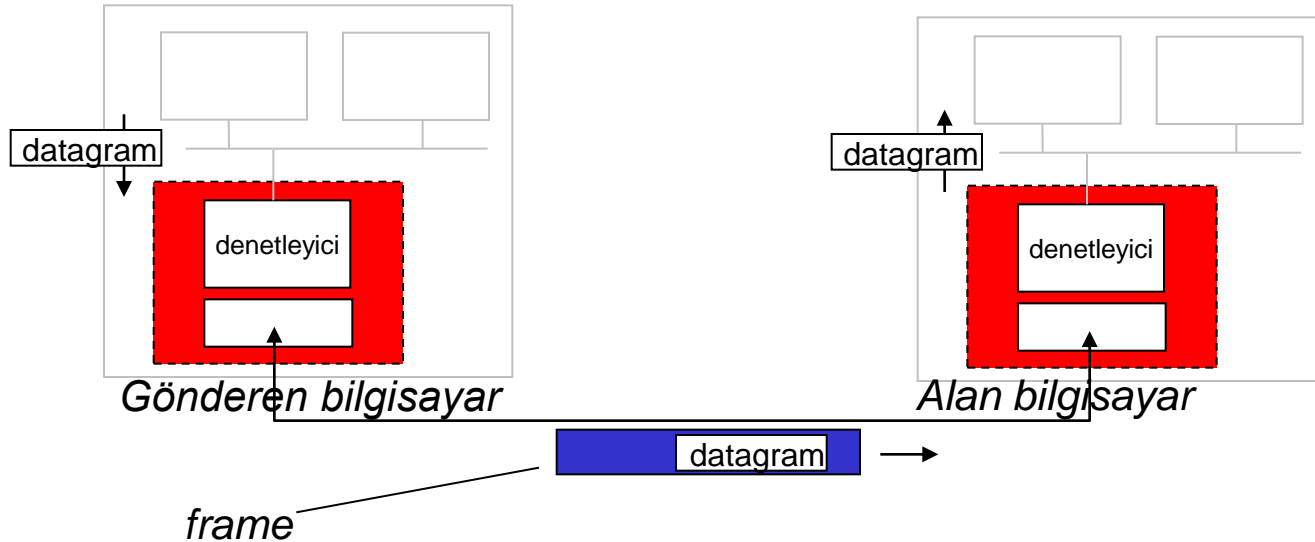 datagram
datagram
denetleyici
denetleyici
Gönderen bilgisayar
Alan bilgisayar
datagram
frame